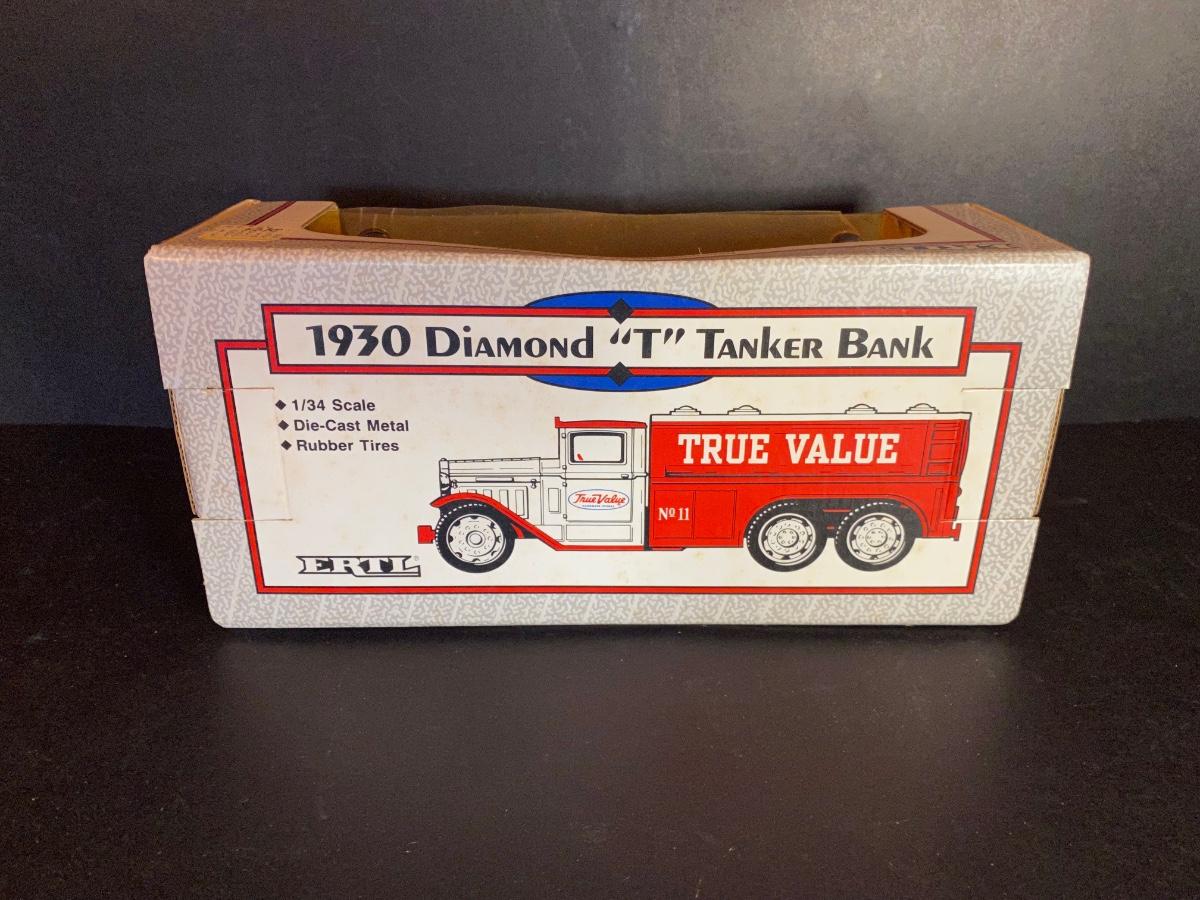 1930 DIAMOND "T" TANKER BANK
◆ 1/34 Scale
◆ Die-Cast Metal
◆ Rubber Tires
TRUE VALUE
True Value
No 11
ERTL®